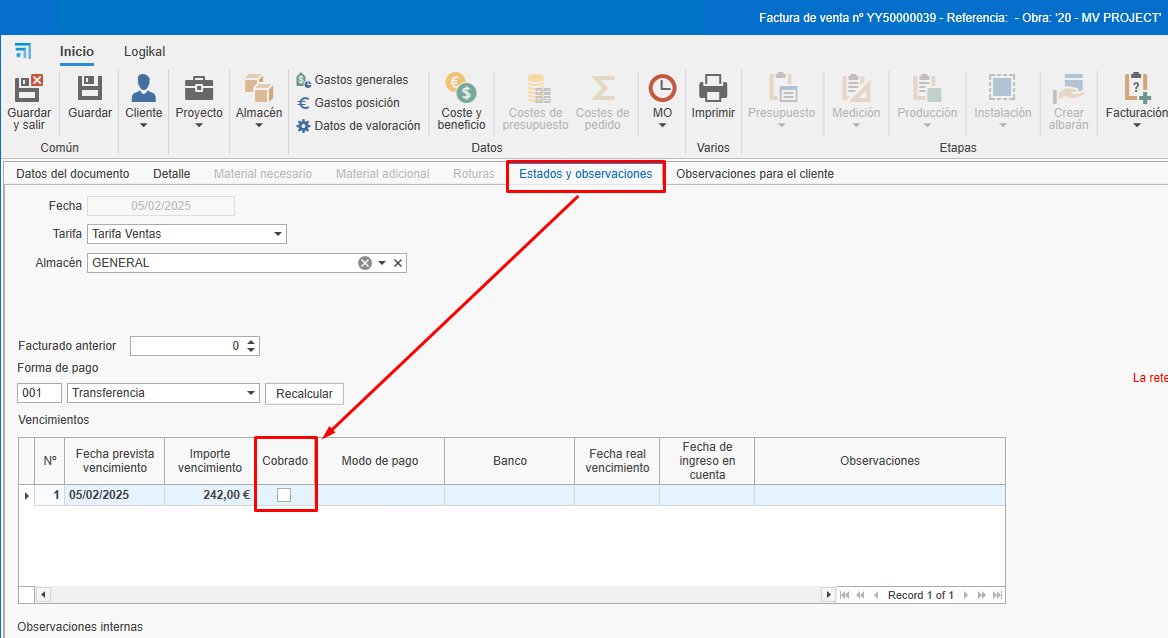 Factura de venta nº YY50000039 - Referencia:  - Obra: '20 - MV PROJECT'
Inicio
Logikal
Guardar
y salir
Guardar
Cliente
Proyecto
Almacén
Gastos generales
Gastos posición
Datos de valoración
Coste y
beneficio
Costes de
presupuesto
Costes de
pedido
MO
Imprimir
Presupuesto
Medición
Producción
Instalación
Crear
albarán
Facturación
Común
Datos
Varios
Etapas
Datos del documento
Detalle
Material necesario
Material adicional
Roturas
Estados y observaciones
Observaciones para el cliente
Fecha
05/02/2025
Tarifa
Tarifa Ventas
Almacén
GENERAL
Facturado anterior
0
Forma de pago
La rete
001
Transferencia
Recalcular
Vencimientos
Nº
Fecha prevista
vencimiento
Importe
vencimiento
Cobrado
Modo de pago
Banco
Fecha real
vencimiento
Fecha de
ingreso en
cuenta
Observaciones
1
05/02/2025
242,00 €
Record 1 of 1
Observaciones internas